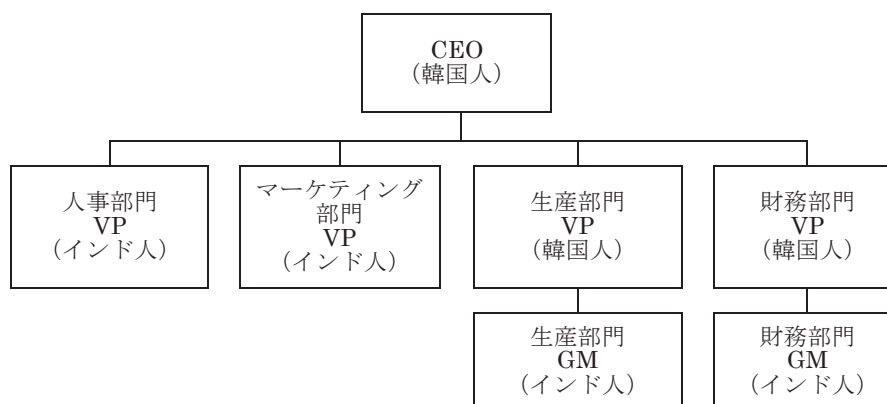 CEO
（韓国人）
人事部門
VP
（インド人）
マーケティング
部門
VP
（インド人）
生産部門
VP
（韓国人）
財務部門
VP
（韓国人）
生産部門
GM
（インド人）
財務部門
GM
（インド人）